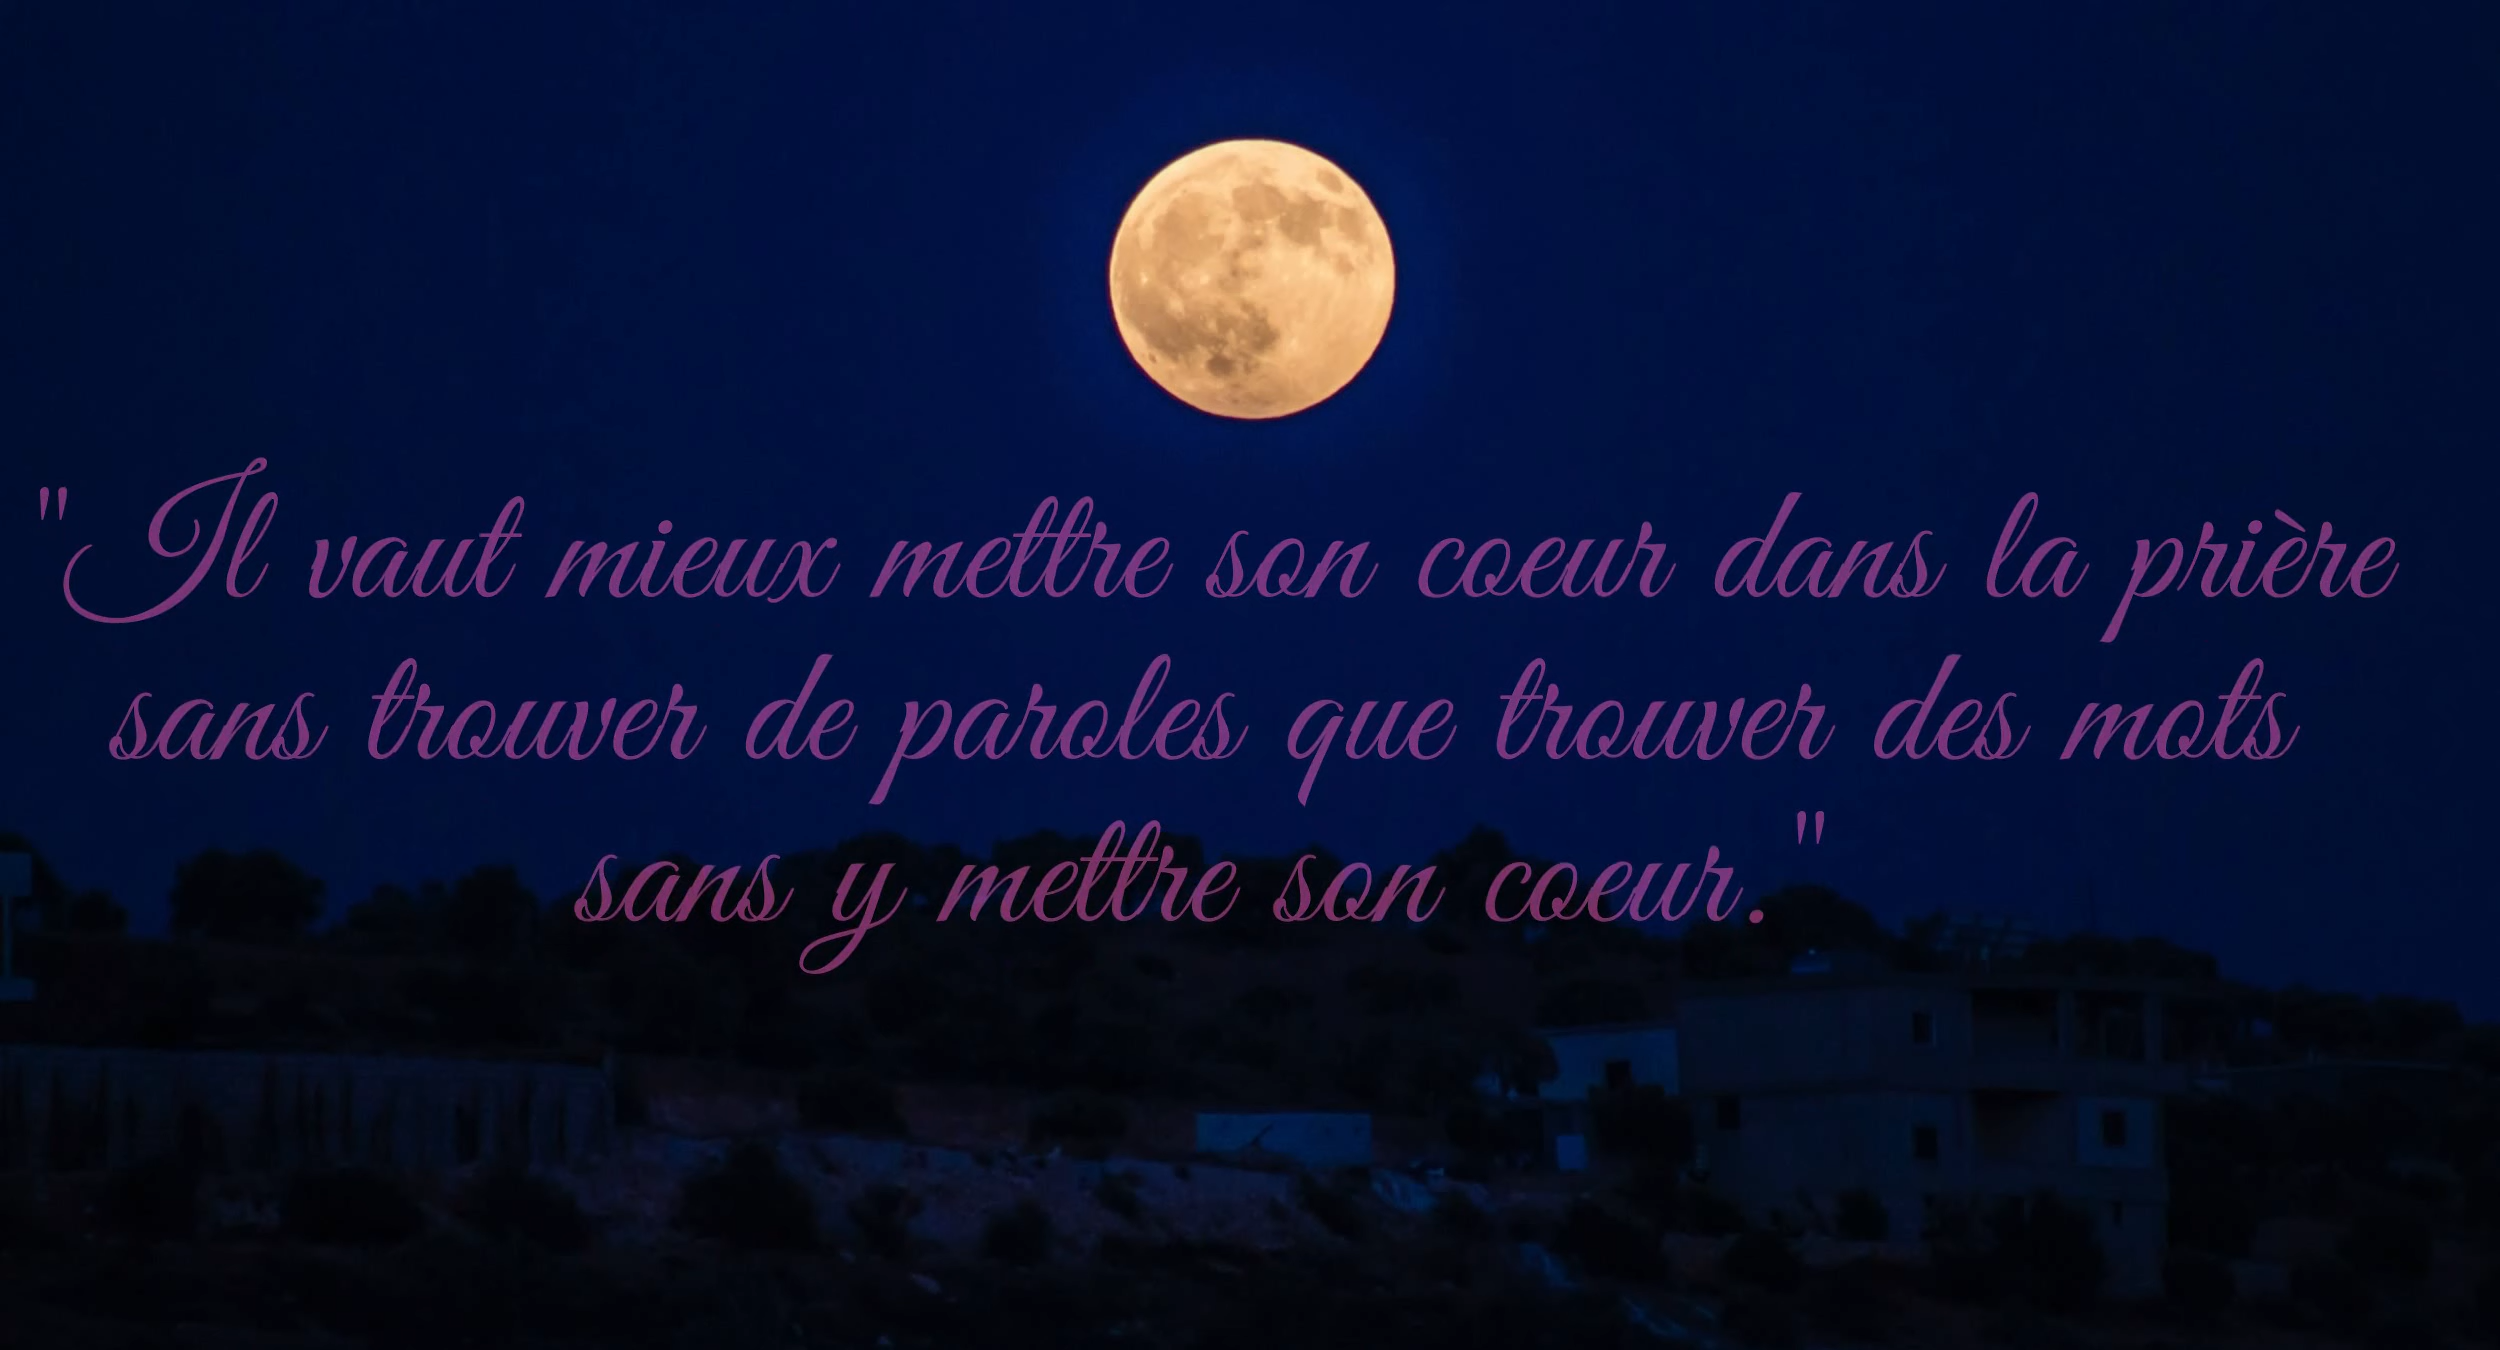 "Il vaut mieux mettre son coeur dans la prière
sans trouver de paroles que trouver des mots
sans y mettre son coeur."